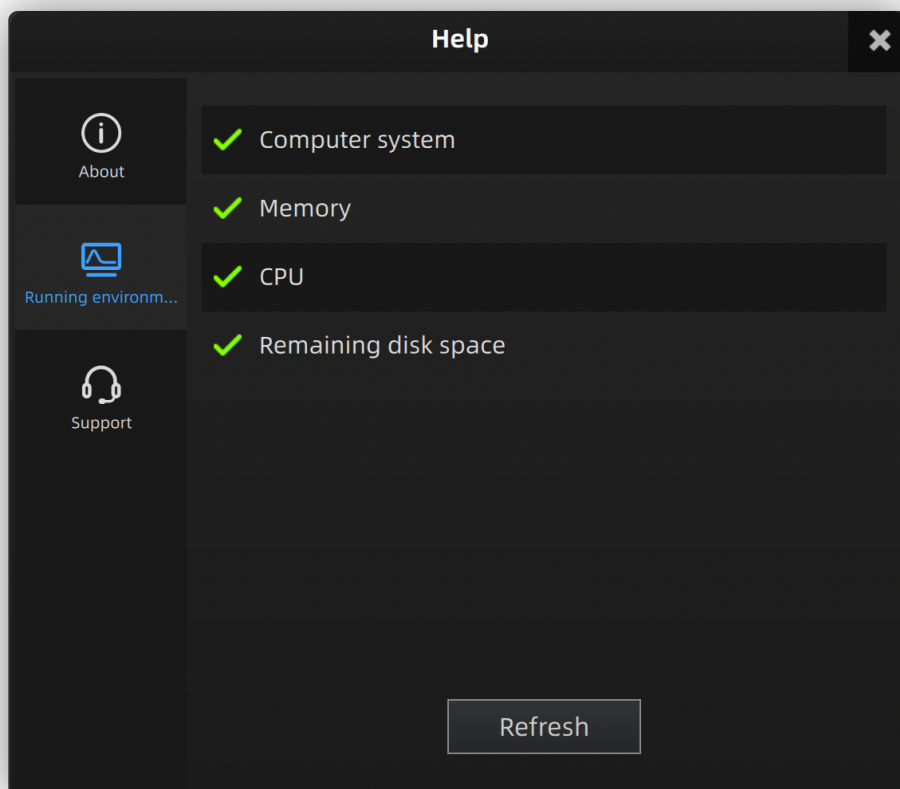 Help
About
Running environm...
Support
Computer system
Memory
CPU
Remaining disk space
Refresh